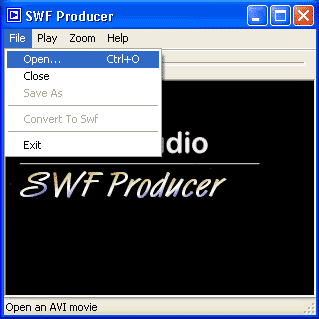 SWF Producer
File Play Zoom Help
Open... Ctrl+O
Close
Save As
Convert To Swf
Exit
SWF Producer
Open an AVI movie